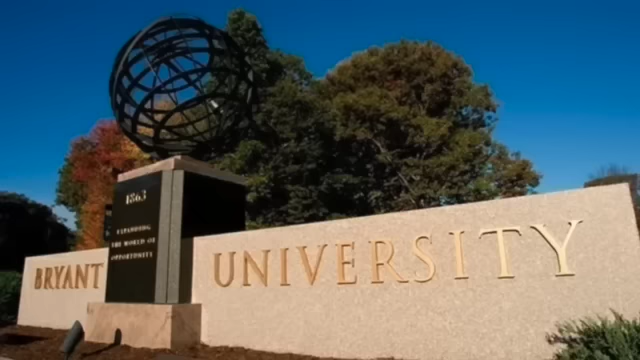 1863
EXPANDING
THE WORLD OF
OPPORTUNITY
BRYANT UNIVERSITY